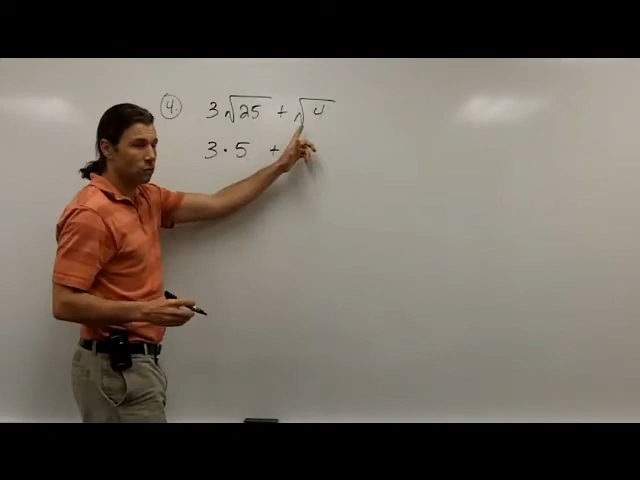 4. 3√25 + √4
3 · 5 +